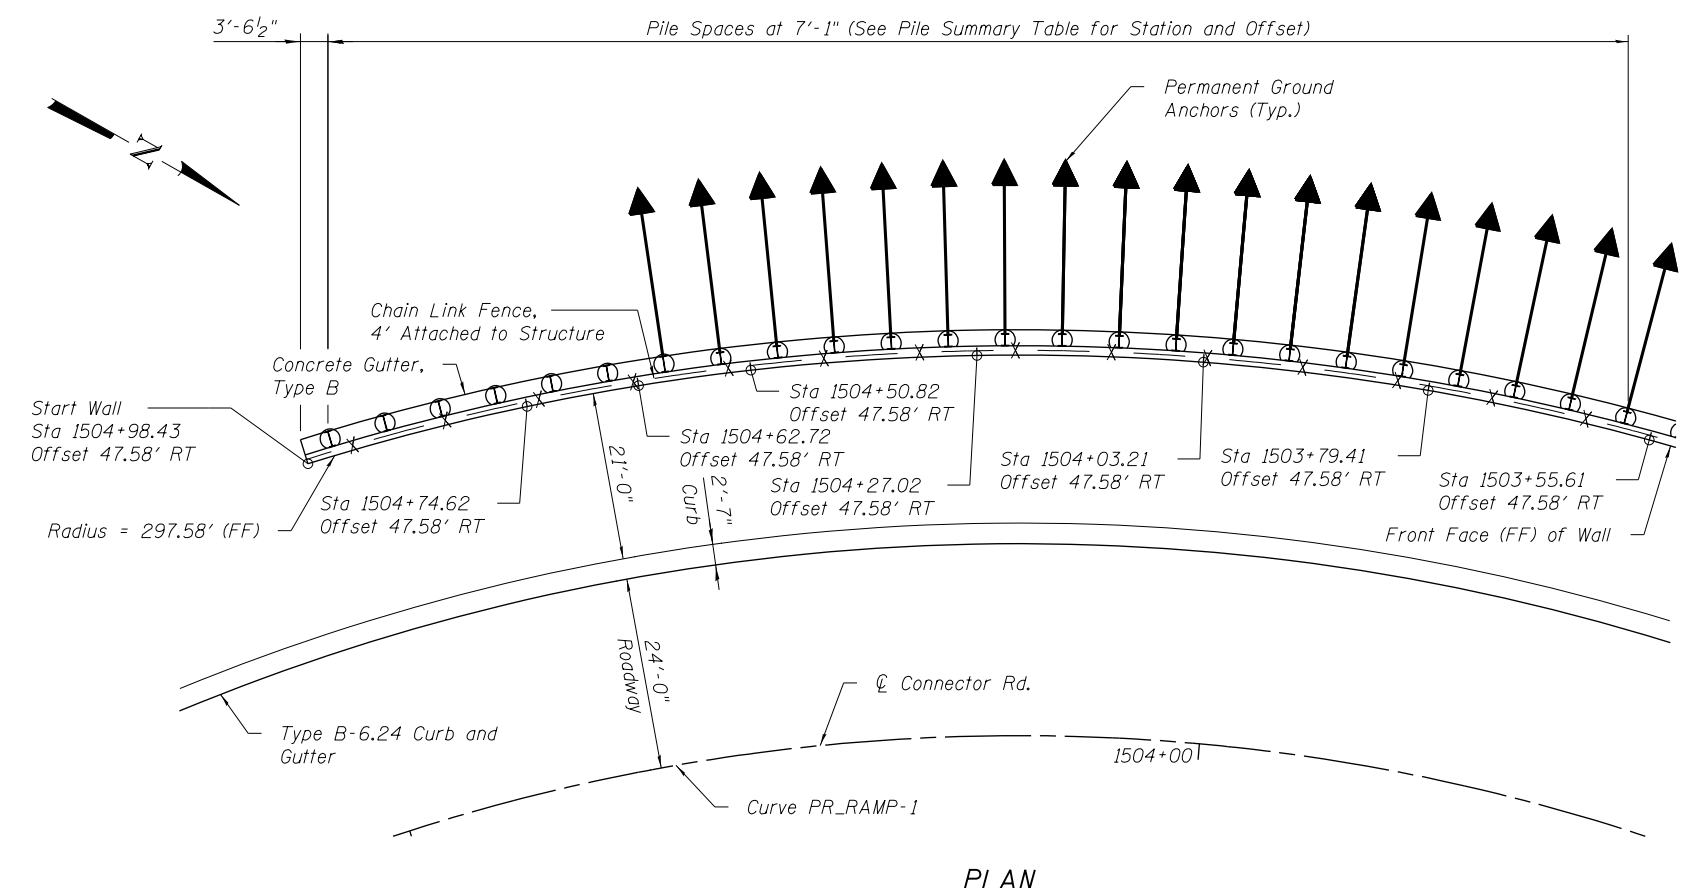 3'-6½"
Pile Spaces at 7'-1" (See Pile Summary Table for Station and Offset)
Permanent Ground
Anchors (Typ.)
N
Chain Link Fence,
4' Attached to Structure
Concrete Gutter,
Type B
Start Wall
Sta 1504+98.43
Offset 47.58' RT
Sta 1504+50.82
Offset 47.58' RT
Sta 1504+62.72
Offset 47.58' RT
Sta 1504+27.02
Offset 47.58' RT
Sta 1504+03.21
Offset 47.58' RT
Sta 1503+79.41
Offset 47.58' RT
Sta 1503+55.61
Offset 47.58' RT
Sta 1504+74.62
Offset 47.58' RT
21'-0"
2'-7"
Curb
Radius = 297.58' (FF)
Front Face (FF) of Wall
24'-0"
Roadway
℄ Connector Rd.
Type B-6.24 Curb and
Gutter
1504+00
Curve PR_RAMP-1
PLAN